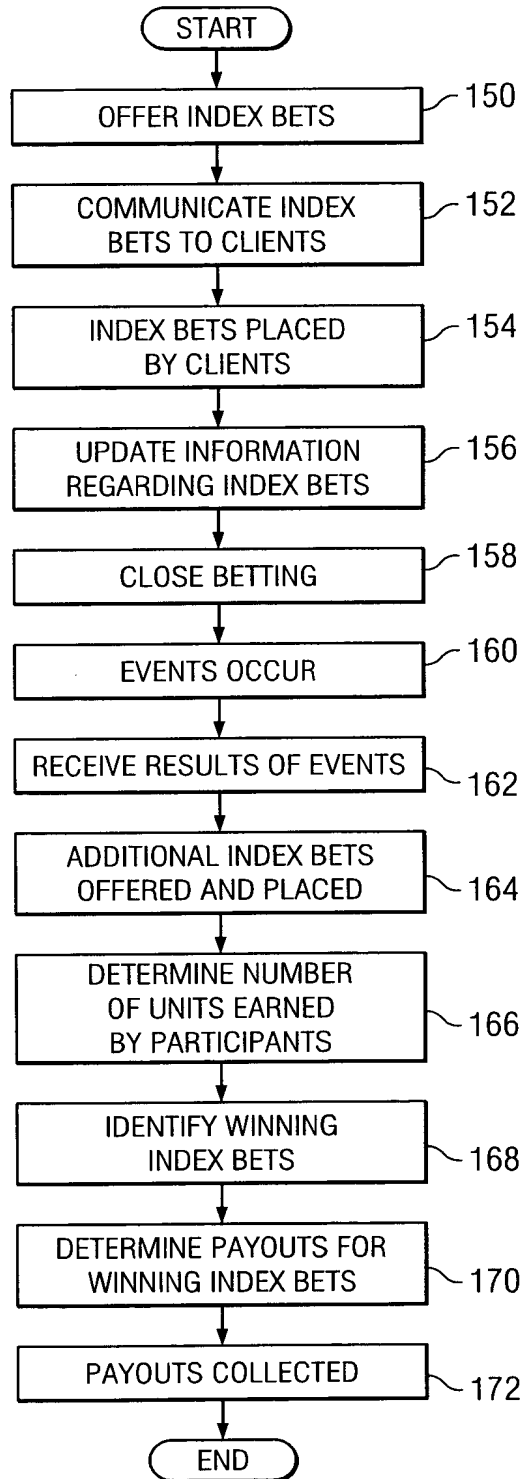 START
OFFER INDEX BETS
150
COMMUNICATE INDEX
BETS TO CLIENTS
152
INDEX BETS PLACED
BY CLIENTS
154
UPDATE INFORMATION
REGARDING INDEX BETS
156
CLOSE BETTING
158
EVENTS OCCUR
160
RECEIVE RESULTS OF EVENTS
162
ADDITIONAL INDEX BETS
OFFERED AND PLACED
164
DETERMINE NUMBER
OF UNITS EARNED
BY PARTICIPANTS
166
IDENTIFY WINNING
INDEX BETS
168
DETERMINE PAYOUTS FOR
WINNING INDEX BETS
170
PAYOUTS COLLECTED
172
END